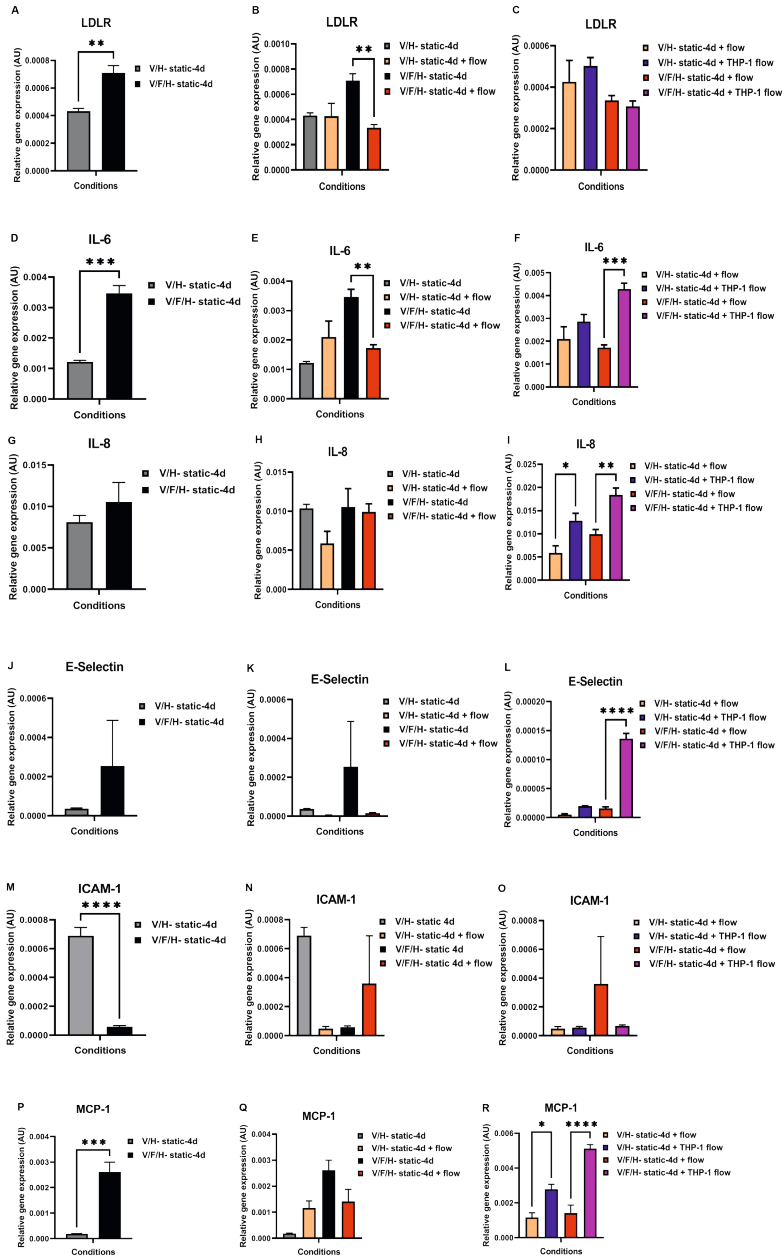 A
LDLR
**
V/H- static-4d
V/F/H- static-4d
Relative gene expression (AU)
0.0008
0.0006
0.0004
0.0002
0.0000
Conditions
B
LDLR
**
V/H- static-4d
V/H- static-4d + flow
V/F/H- static-4d
V/F/H- static-4d + flow
Relative gene expression (AU)
0.0010
0.0008
0.0006
0.0004
0.0002
0.0000
Conditions
C
LDLR
V/H- static-4d + flow
V/H- static-4d + THP-1 flow
V/F/H- static-4d + flow
V/F/H- static-4d + THP-1 flow
Relative gene expression (AU)
0.0006
0.0004
0.0002
0.0000
Conditions
D
IL-6
***
V/H- static-4d
V/F/H- static-4d
Relative gene expression (AU)
0.004
0.003
0.002
0.001
0.000
Conditions
E
IL-6
**
V/H- static-4d
V/H- static-4d + flow
V/F/H- static-4d
V/F/H- static-4d + flow
Relative gene expression (AU)
0.004
0.003
0.002
0.001
0.000
Conditions
F
IL-6
***
V/H- static-4d + flow
V/H- static-4d + THP-1 flow
V/F/H- static-4d + flow
V/F/H- static-4d + THP-1 flow
Relative gene expression (AU)
0.005
0.004
0.003
0.002
0.001
0.000
Conditions
G
IL-8
V/H- static-4d
V/F/H- static-4d
Relative gene expression (AU)
0.015
0.010
0.005
0.000
Conditions
H
IL-8
V/H- static-4d
V/H- static-4d + flow
V/F/H- static-4d
V/F/H- static-4d + flow
Relative gene expression (AU)
0.015
0.010
0.005
0.000
Conditions
I
IL-8
*
**
V/H- static-4d + flow
V/H- static-4d + THP-1 flow
V/F/H- static-4d + flow
V/F/H- static-4d + THP-1 flow
Relative gene expression (AU)
0.025
0.020
0.015
0.010
0.005
0.000
Conditions
J
E-Selectin
V/H- static-4d
V/F/H- static-4d
Relative gene expression (AU)
0.0006
0.0004
0.0002
0.0000
Conditions
K
E-Selectin
V/H- static-4d
V/H- static-4d + flow
V/F/H- static-4d
V/F/H- static-4d + flow
Relative gene expression (AU)
0.0006
0.0004
0.0002
0.0000
Conditions
L
E-Selectin
****
V/H- static-4d + flow
V/H- static-4d + THP-1 flow
V/F/H- static-4d + flow
V/F/H- static-4d + THP-1 flow
Relative gene expression (AU)
0.00020
0.00015
0.00010
0.00005
0.00000
Conditions
M
ICAM-1
****
V/H- static-4d
V/F/H- static-4d
Relative gene expression (AU)
0.0008
0.0006
0.0004
0.0002
0.0000
Conditions
N
ICAM-1
V/H- static 4d
V/H- static-4d + flow
V/F/H- static 4d
V/F/H- static 4d + flow
Relative gene expression (AU)
0.0008
0.0006
0.0004
0.0002
0.0000
Conditions
O
ICAM-1
V/H- static-4d + flow
V/H- static-4d + THP-1 flow
V/F/H- static-4d + flow
V/F/H- static-4d + THP-1 flow
Relative gene expression (AU)
0.0008
0.0006
0.0004
0.0002
0.0000
Conditions
P
MCP-1
***
V/H- static-4d
V/F/H- static-4d
Relative gene expression (AU)
0.004
0.003
0.002
0.001
0.000
Conditions
Q
MCP-1
V/H- static-4d
V/H- static-4d + flow
V/F/H- static-4d
V/F/H- static-4d + flow
Relative gene expression (AU)
0.004
0.003
0.002
0.001
0.000
Conditions
R
MCP-1
*
****
V/H- static-4d + flow
V/H- static-4d + THP-1 flow
V/F/H- static-4d + flow
V/F/H- static-4d + THP-1 flow
Relative gene expression (AU)
0.006
0.004
0.002
0.000
Conditions